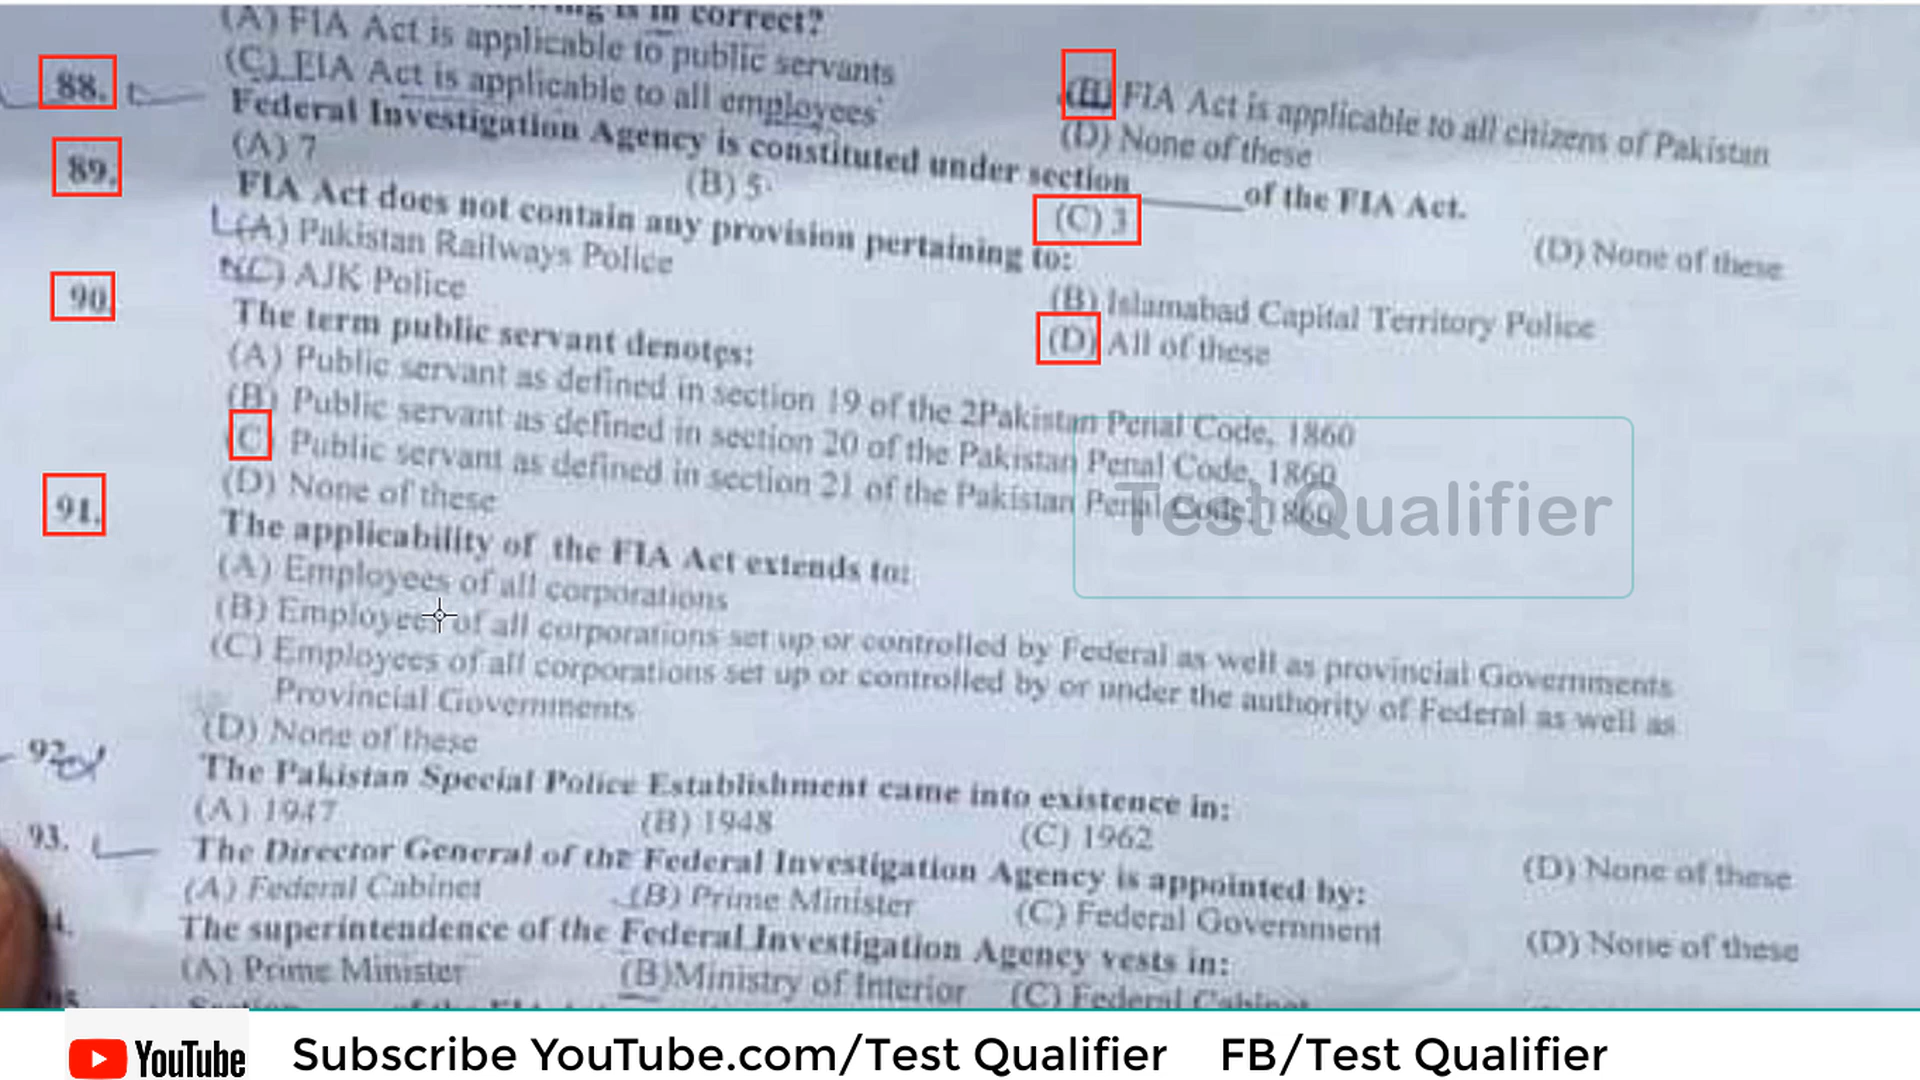 is in correct?
(A) FIA Act is applicable to public servants
(B) FIA Act is applicable to all citizens of Pakistan
(C) FIA Act is applicable to all employees
(D) None of these
88. Federal Investigation Agency is constituted under section ______ of the FIA Act.
(A) 7 (B) 5 (C) 3 (D) None of these
89. FIA Act does not contain any provision pertaining to:
(A) Pakistan Railways Police
(B) Islamabad Capital Territory Police
(C) AJK Police
(D) All of these
90. The term public servant denotes:
(A) Public servant as defined in section 19 of the 2Pakistan Penal Code, 1860
(B) Public servant as defined in section 20 of the Pakistan Penal Code, 1860
(C) Public servant as defined in section 21 of the Pakistan Penal Code, 1860
(D) None of these
Test Qualifier
91. The applicability of the FIA Act extends to:
(A) Employees of all corporations
(B) Employees of all corporations set up or controlled by Federal as well as provincial Governments
(C) Employees of all corporations set up or controlled by or under the authority of Federal as well as
Provincial Governments
(D) None of these
92. The Pakistan Special Police Establishment came into existence in:
(A) 1947 (B) 1948 (C) 1962 (D) None of these
93. The Director General of the Federal Investigation Agency is appointed by:
(A) Federal Cabinet (B) Prime Minister (C) Federal Government (D) None of these
4. The superintendence of the Federal Investigation Agency vests in:
(A) Prime Minister (B)Ministry of Interior (C) Federal Cabinet
YouTube Subscribe YouTube.com/Test Qualifier FB/Test Qualifier